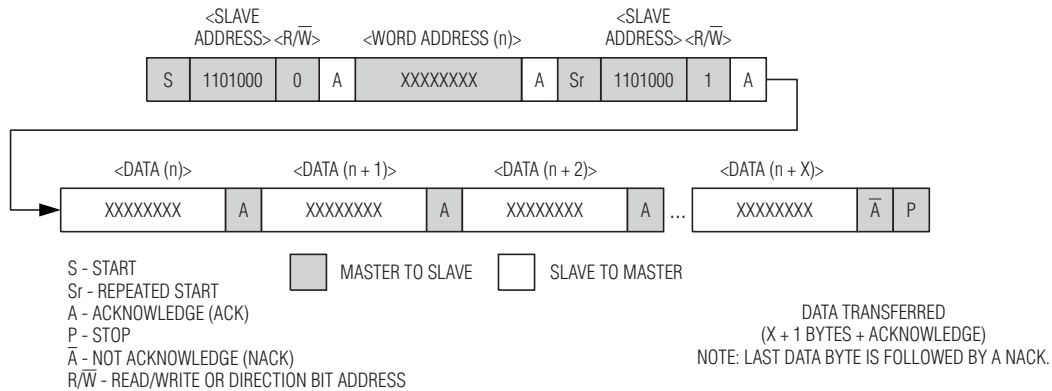 <SLAVE <SLAVE
ADDRESS> <R/W̅> <WORD ADDRESS (n)> ADDRESS> <R/W̅>
S 1101000 0 A XXXXXXXX A Sr 1101000 1 A
<DATA (n)> <DATA (n + 1)> <DATA (n + 2)> <DATA (n + X)>
XXXXXXXX A XXXXXXXX A XXXXXXXX A ... XXXXXXXX A̅ P
S - START
Sr - REPEATED START
A - ACKNOWLEDGE (ACK)
P - STOP
A̅ - NOT ACKNOWLEDGE (NACK)
R/W̅ - READ/WRITE OR DIRECTION BIT ADDRESS
MASTER TO SLAVE SLAVE TO MASTER
DATA TRANSFERRED
(X + 1 BYTES + ACKNOWLEDGE)
NOTE: LAST DATA BYTE IS FOLLOWED BY A NACK.